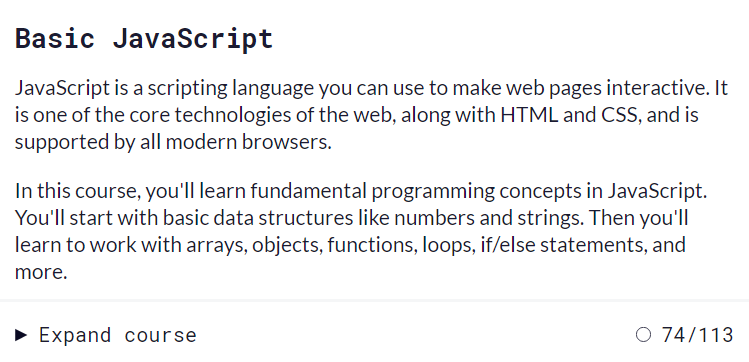 Basic JavaScript
JavaScript is a scripting language you can use to make web pages interactive. It
is one of the core technologies of the web, along with HTML and CSS, and is
supported by all modern browsers.
In this course, you'll learn fundamental programming concepts in JavaScript.
You'll start with basic data structures like numbers and strings. Then you'll
learn to work with arrays, objects, functions, loops, if/else statements, and
more.
Expand course 74/113